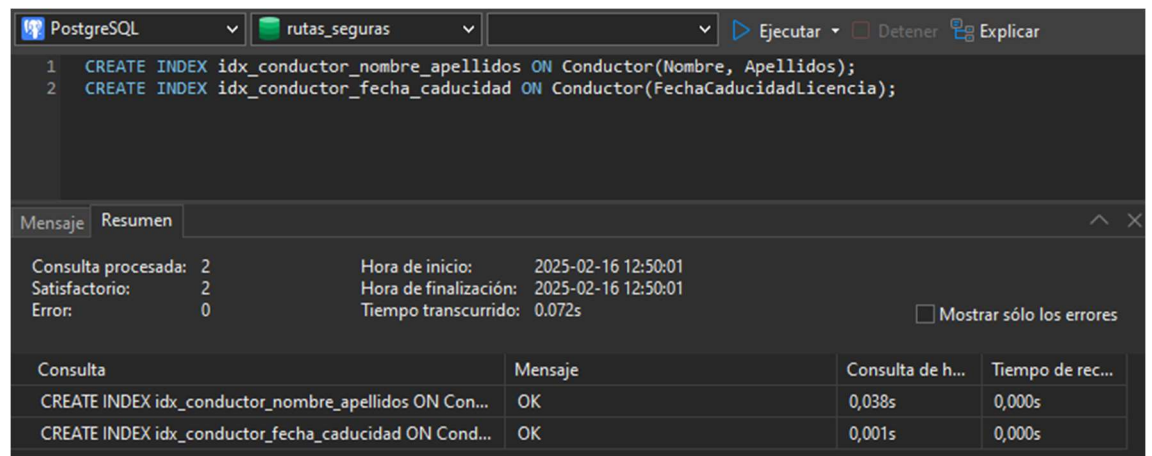 PostgreSQL rutas_seguras Ejecutar Detener Explicar
1 CREATE INDEX idx_conductor_nombre_apellidos ON Conductor(Nombre, Apellidos);
2 CREATE INDEX idx_conductor_fecha_caducidad ON Conductor(FechaCaducidadLicencia);
Mensaje Resumen
Consulta procesada: 2 Hora de inicio: 2025-02-16 12:50:01
Satisfactorio: 2 Hora de finalización: 2025-02-16 12:50:01
Error: 0 Tiempo transcurrido: 0.072s
Mostrar sólo los errores
Consulta Mensaje Consulta de h... Tiempo de rec...
CREATE INDEX idx_conductor_nombre_apellidos ON Con... OK 0,038s 0,000s
CREATE INDEX idx_conductor_fecha_caducidad ON Cond... OK 0,001s 0,000s